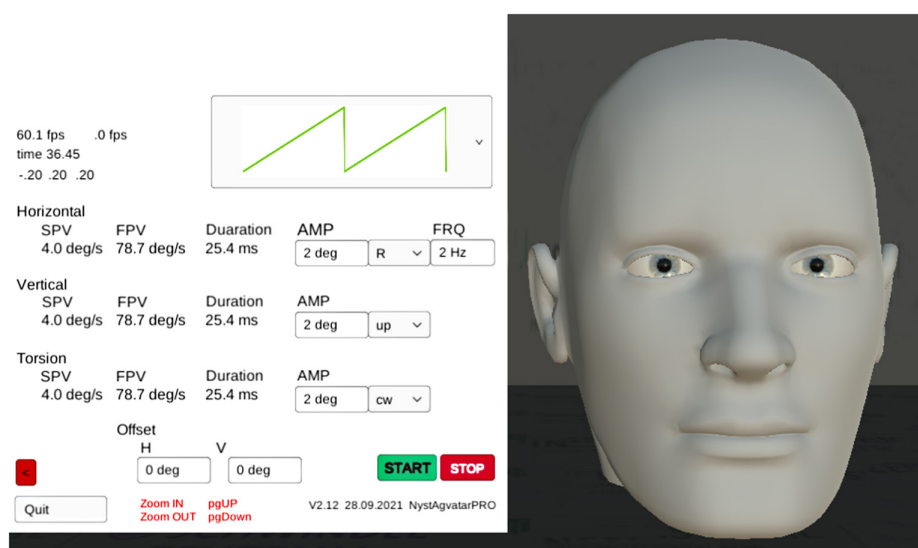 60.1 fps .0 fps
time 36.45
-.20 .20 .20
Horizontal
SPV FPV Duaration AMP FRQ
4.0 deg/s 78.7 deg/s 25.4 ms 2 deg R 2 Hz
Vertical
SPV FPV Duration AMP
4.0 deg/s 78.7 deg/s 25.4 ms 2 deg up
Torsion
SPV FPV Duration AMP
4.0 deg/s 78.7 deg/s 25.4 ms 2 deg cw
Offset
H V
< 0 deg 0 deg START STOP
Quit
Zoom IN pgUP
Zoom OUT pgDown
V2.12 28.09.2021 NystAgvatarPRO